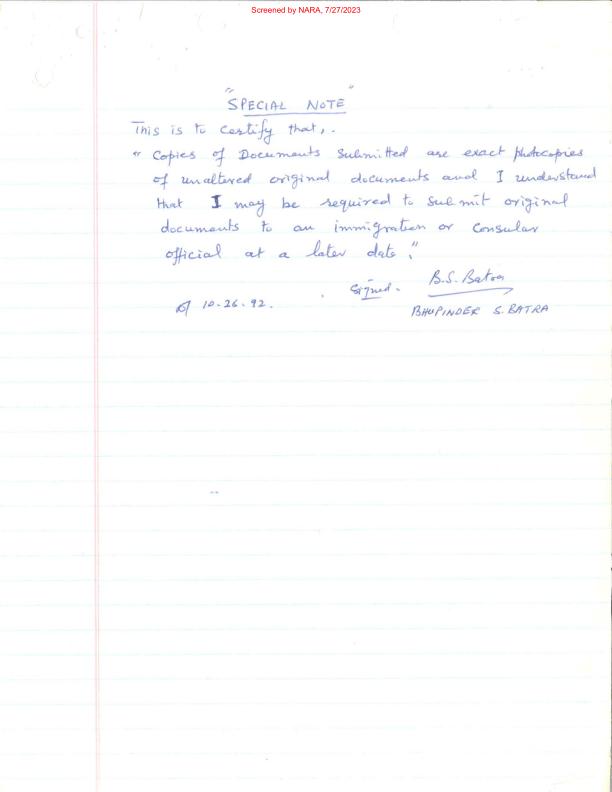 Screened by NARA, 7/27/2023
"SPECIAL NOTE"
This is to certify that,.
" Copies of Documents Submitted are exact photocopies
of unaltered original documents and I understand
that I may be required to submit original
documents to an immigration or Consular
official at a later date."
Signed. B.S. Batra
10.26.92.
BHUPINDER S. BATRA